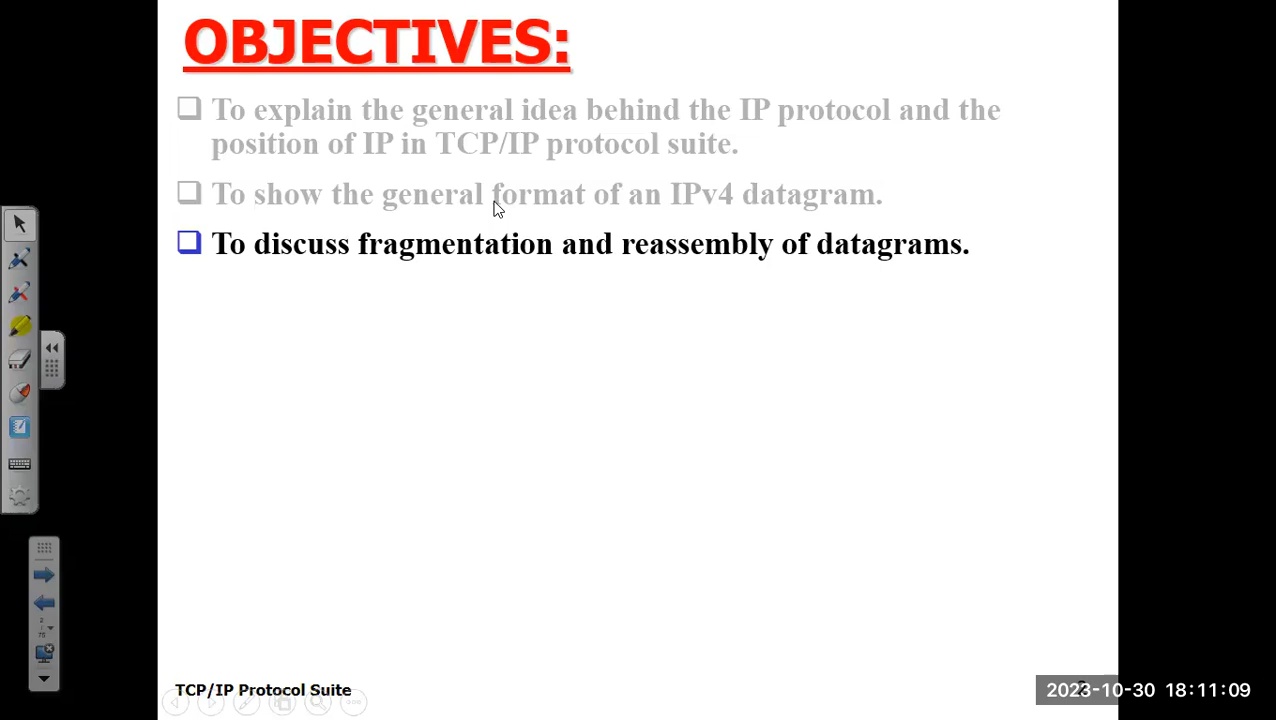 OBJECTIVES:
To explain the general idea behind the IP protocol and the
position of IP in TCP/IP protocol suite.
To show the general format of an IPv4 datagram.
To discuss fragmentation and reassembly of datagrams.
TCP/IP Protocol Suite
2023-10-30 18:11:09